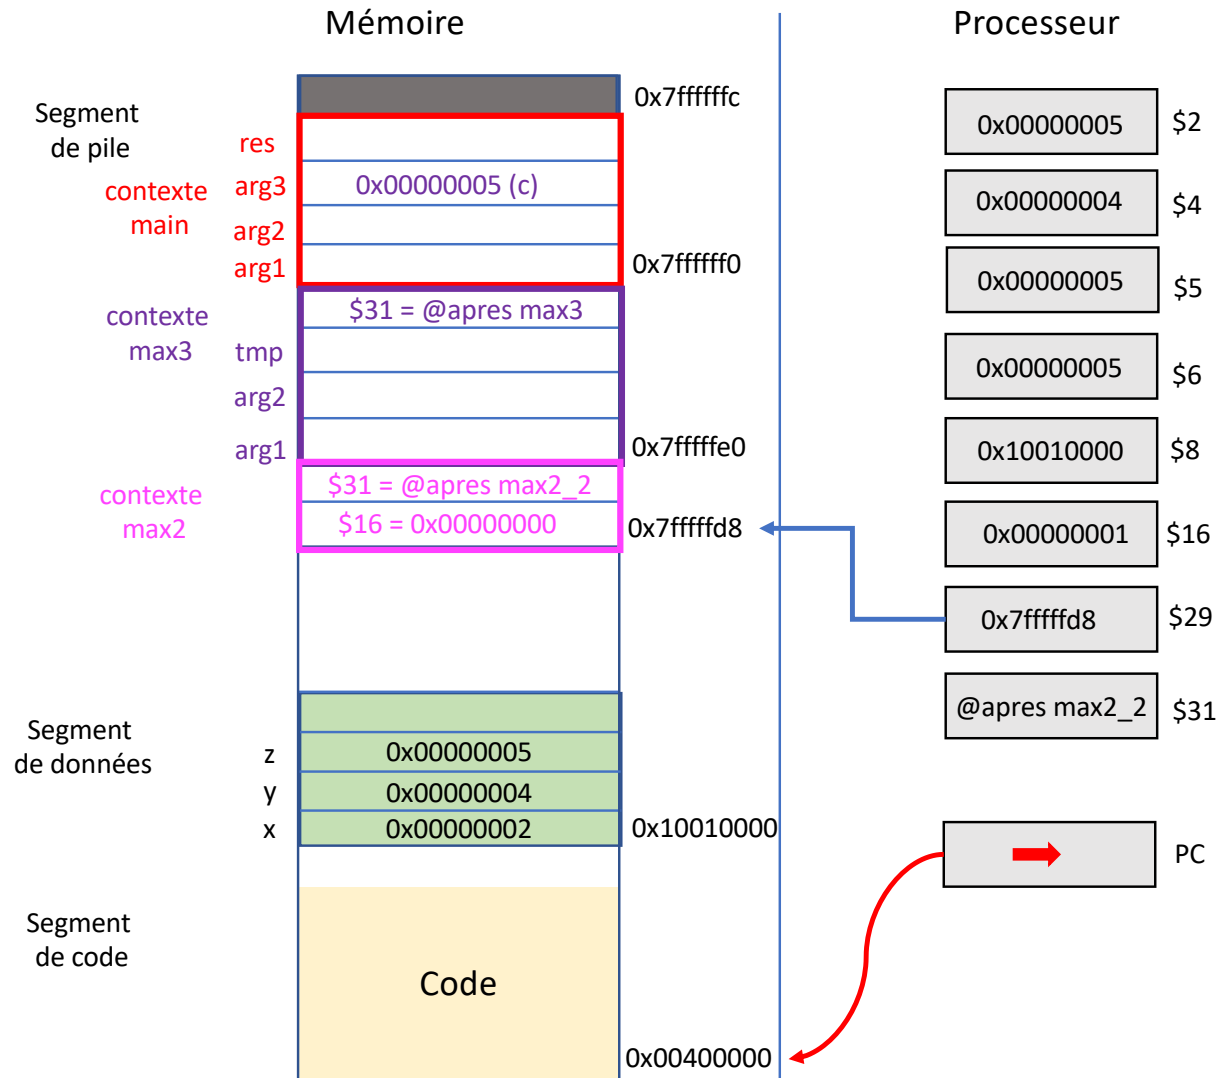 Mémoire
Processeur
0x7ffffffc
Segment
de pile
res
contexte
main
arg3
0x00000005 (c)
arg2
arg1
0x7ffffff0
contexte
max3
$31 = @apres max3
tmp
arg2
arg1
0x7fffffe0
contexte
max2
$31 = @apres max2_2
$16 = 0x00000000
0x7fffffd8
Segment
de données
z
0x00000005
y
0x00000004
x
0x00000002
0x10010000
Segment
de code
Code
0x00400000
0x00000005 $2
0x00000004 $4
0x00000005 $5
0x00000005 $6
0x10010000 $8
0x00000001 $16
0x7fffffd8 $29
@apres max2_2 $31
PC